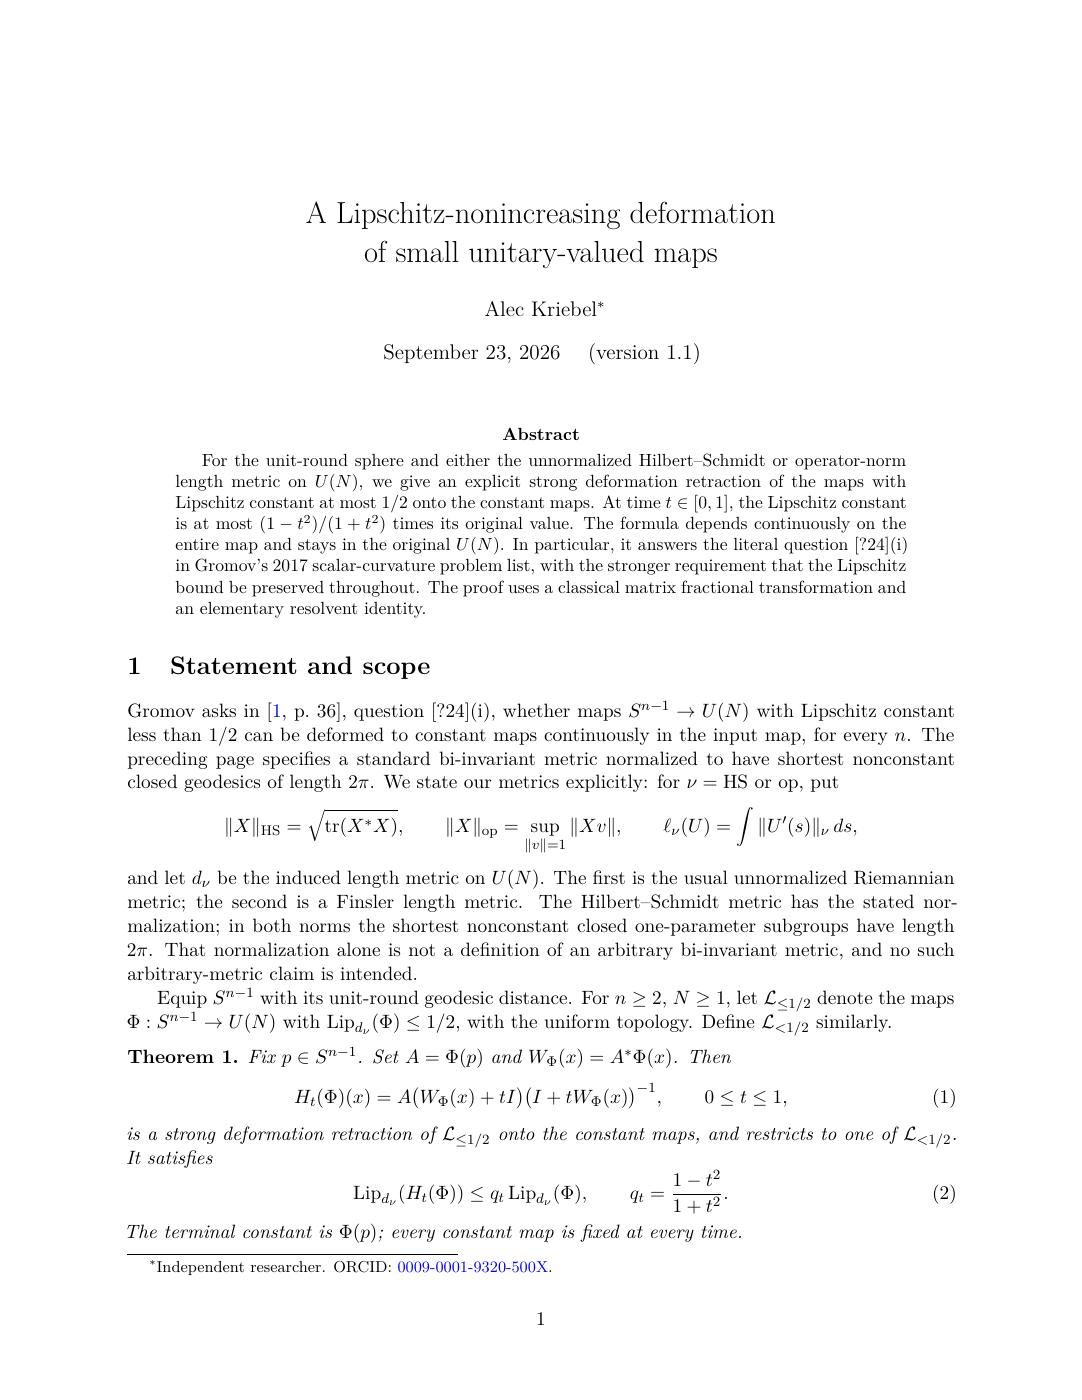 A Lipschitz-nonincreasing deformation
of small unitary-valued maps
Alec Kriebel*
September 23, 2026 (version 1.1)
Abstract
For the unit-round sphere and either the unnormalized Hilbert–Schmidt or operator-norm
length metric on U(N), we give an explicit strong deformation retraction of the maps with
Lipschitz constant at most 1/2 onto the constant maps. At time t ∈ [0, 1], the Lipschitz constant
is at most (1 − t²)/(1 + t²) times its original value. The formula depends continuously on the
entire map and stays in the original U(N). In particular, it answers the literal question [?24](i)
in Gromov's 2017 scalar-curvature problem list, with the stronger requirement that the Lipschitz
bound be preserved throughout. The proof uses a classical matrix fractional transformation and
an elementary resolvent identity.
1 Statement and scope
Gromov asks in [1, p. 36], question [?24](i), whether maps Sⁿ⁻¹ → U(N) with Lipschitz constant
less than 1/2 can be deformed to constant maps continuously in the input map, for every n. The
preceding page specifies a standard bi-invariant metric normalized to have shortest nonconstant
closed geodesics of length 2π. We state our metrics explicitly: for ν = HS or op, put
‖X‖_HS = √tr(X*X), ‖X‖_op = sup_{‖v‖=1} ‖Xv‖, ℓ_ν(U) = ∫ ‖U′(s)‖_ν ds,
and let d_ν be the induced length metric on U(N). The first is the usual unnormalized Riemannian
metric; the second is a Finsler length metric. The Hilbert–Schmidt metric has the stated nor-
malization; in both norms the shortest nonconstant closed one-parameter subgroups have length
2π. That normalization alone is not a definition of an arbitrary bi-invariant metric, and no such
arbitrary-metric claim is intended.
Equip Sⁿ⁻¹ with its unit-round geodesic distance. For n ≥ 2, N ≥ 1, let ℒ_{≤1/2} denote the maps
Φ : Sⁿ⁻¹ → U(N) with Lip_{d_ν}(Φ) ≤ 1/2, with the uniform topology. Define ℒ_{<1/2} similarly.
Theorem 1. Fix p ∈ Sⁿ⁻¹. Set A = Φ(p) and W_Φ(x) = A*Φ(x). Then
H_t(Φ)(x) = A(W_Φ(x) + tI)(I + tW_Φ(x))⁻¹, 0 ≤ t ≤ 1, (1)
is a strong deformation retraction of ℒ_{≤1/2} onto the constant maps, and restricts to one of ℒ_{<1/2}.
It satisfies
Lip_{d_ν}(H_t(Φ)) ≤ q_t Lip_{d_ν}(Φ), q_t = (1 − t²)/(1 + t²). (2)
The terminal constant is Φ(p); every constant map is fixed at every time.
*Independent researcher. ORCID: 0009-0001-9320-500X.
1